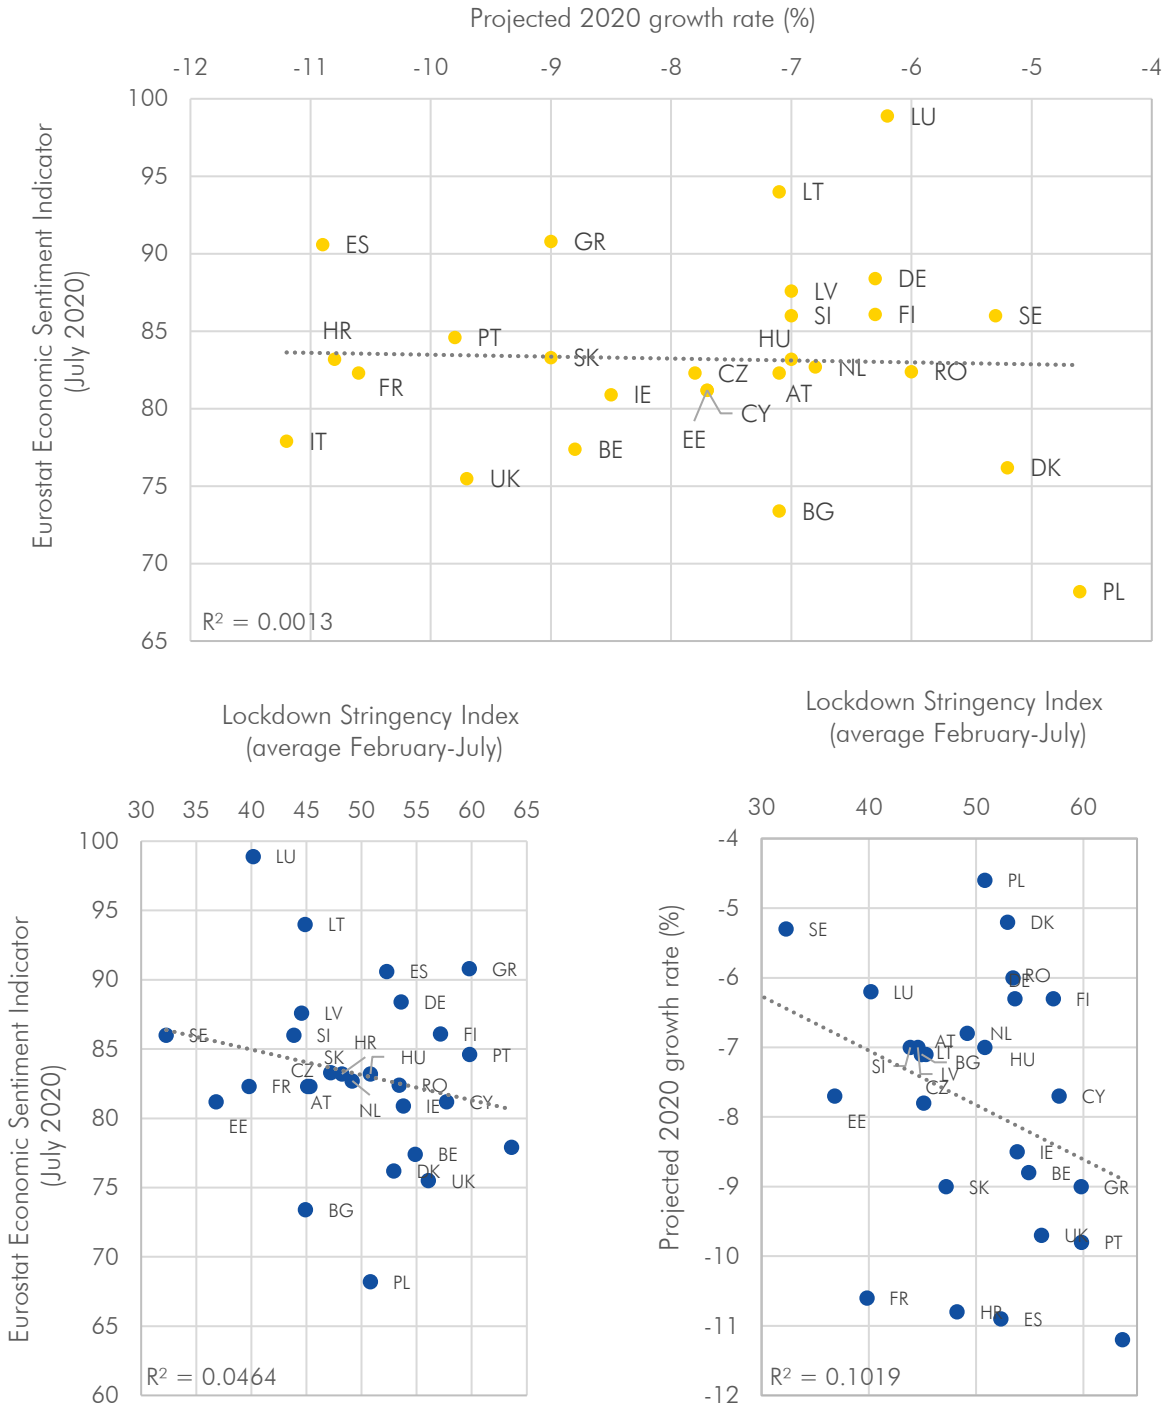 Projected 2020 growth rate (%)
-12 -11 -10 -9 -8 -7 -6 -5 -4
Eurostat Economic Sentiment Indicator
(July 2020)
100
95
90
85
80
75
70
65
LU
LT
ES
GR
DE
LV
HR
PT
SI
FI
SE
HU
SK
FR
CZ
NL
RO
IE
AT
CY
EE
IT
BE
UK
DK
BG
PL
R² = 0.0013
Lockdown Stringency Index
(average February-July)
30 35 40 45 50 55 60 65
Eurostat Economic Sentiment Indicator
(July 2020)
100
95
90
85
80
75
70
65
60
LU
LT
ES
GR
DE
LV
SE
SI
HR
FI
SK
HU
PT
CZ
FR
AT
NL
RO
IE
CY
EE
BE
DK
UK
BG
PL
R² = 0.0464
Lockdown Stringency Index
(average February-July)
30 40 50 60
Projected 2020 growth rate (%)
-4
-5
-6
-7
-8
-9
-10
-11
-12
PL
SE
DK
RO
DE
LU
FI
AT
NL
LT
SI
BG
HU
LV
CZ
CY
EE
IE
BE
SK
GR
UK
PT
FR
HR
ES
R² = 0.1019